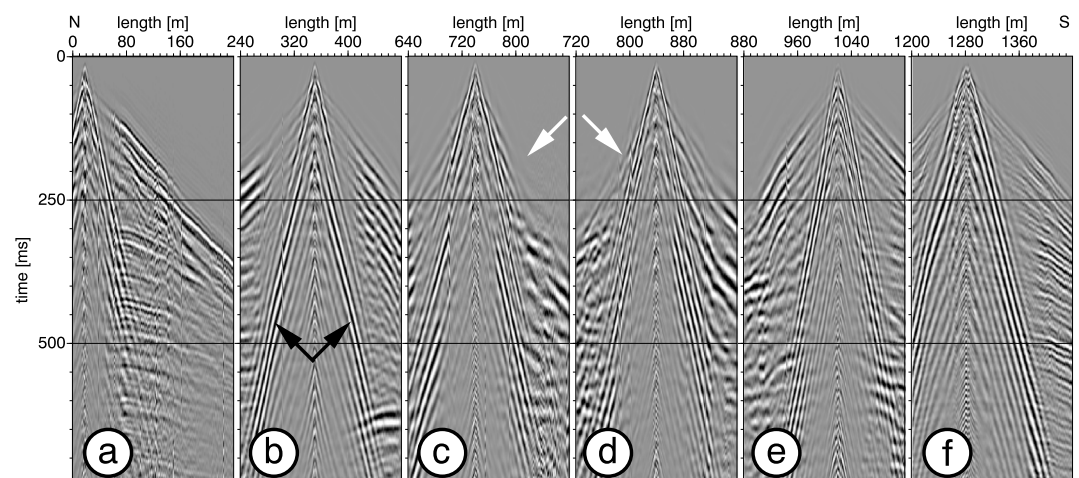 N length [m] length [m] length [m] length [m] length [m] length [m] S
0 80 160 240 320 400 640 720 800 720 800 880 880 960 1040 1200 1280 1360
0
250
500
time [ms]
a b c d e f